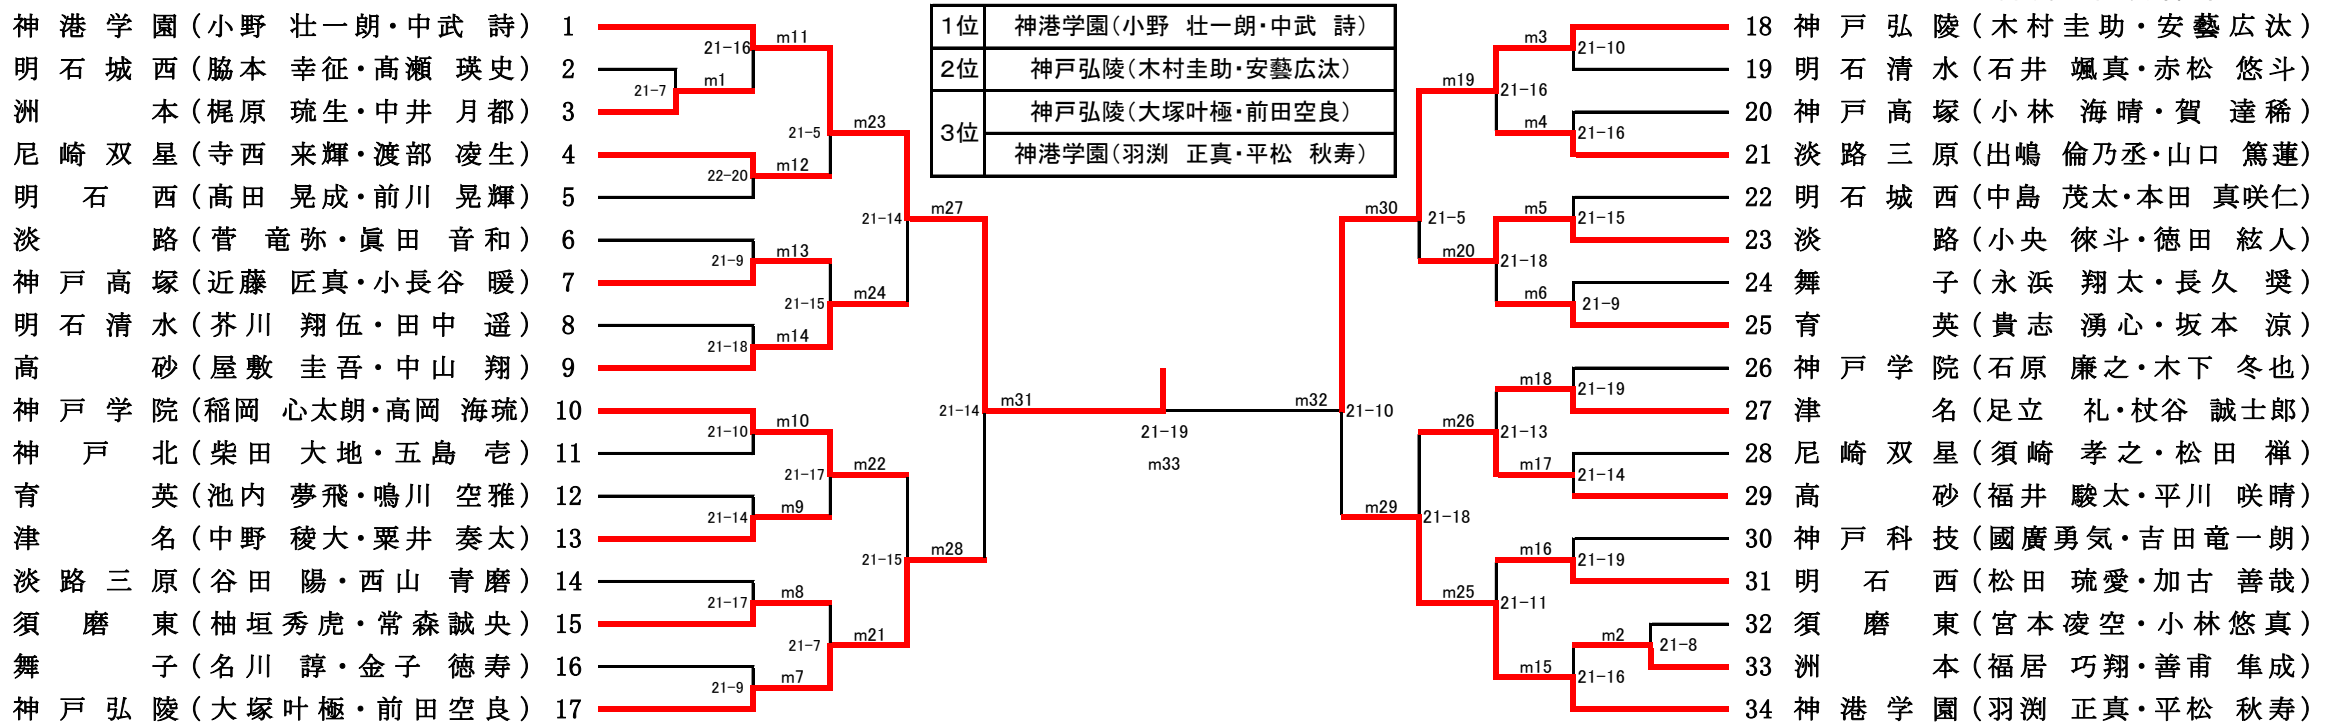 神港学園（小野 壮一朗・中武 詩） 1
明石城西（脇本 幸征・髙瀬 瑛史） 2
洲本（梶原 琉生・中井 月都） 3
尼崎双星（寺西 来輝・渡部 凌生） 4
明石西（髙田 晃成・前川 晃輝） 5
淡路（菅 竜弥・眞田 音和） 6
神戸高塚（近藤 匠真・小長谷 暖） 7
明石清水（芥川 翔伍・田中 遥） 8
高砂（屋敷 圭吾・中山 翔） 9
神戸学院（稲岡 心太朗・高岡 海琉） 10
神戸北（柴田 大地・五島 壱） 11
育英（池内 夢飛・鳴川 空雅） 12
津名（中野 稜大・粟井 奏太） 13
淡路三原（谷田 陽・西山 青磨） 14
須磨東（柚垣秀虎・常森誠央） 15
舞子（名川 諄・金子 徳寿） 16
神戸弘陵（大塚叶極・前田空良） 17
21-16 m11
21-7 m1
21-5 m23
22-20 m12
21-14 m27
21-9 m13
21-15 m24
21-18 m14
21-14 m31
21-10 m10
21-17 m22
21-14 m9
21-15 m28
21-17 m8
21-7 m21
21-9 m7
1位 神港学園（小野 壮一朗・中武 詩）
2位 神戸弘陵（木村圭助・安藝広汰）
3位 神戸弘陵（大塚叶極・前田空良）
神港学園（羽渕 正真・平松 秋寿）
21-19
m33
m3 21-10
m19 21-16
m4 21-16
m30 21-5
m5 21-15
m20 21-18
m6 21-9
m32 21-10
m18 21-19
m26 21-13
m17 21-14
m29 21-18
m16 21-19
m25 21-11
m2 21-8
m15 21-16
18 神戸弘陵（木村圭助・安藝広汰）
19 明石清水（石井 颯真・赤松 悠斗）
20 神戸高塚（小林 海晴・賀 達稀）
21 淡路三原（出嶋 倫乃丞・山口 篤蓮）
22 明石城西（中島 茂太・本田 真咲仁）
23 淡路（小央 徠斗・徳田 絃人）
24 舞子（永浜 翔太・長久 奨）
25 育英（貴志 湧心・坂本 涼）
26 神戸学院（石原 廉之・木下 冬也）
27 津名（足立 礼・杖谷 誠士郎）
28 尼崎双星（須崎 孝之・松田 禅）
29 高砂（福井 駿太・平川 咲晴）
30 神戸科技（國廣勇気・吉田竜一朗）
31 明石西（松田 琉愛・加古 善哉）
32 須磨東（宮本凌空・小林悠真）
33 洲本（福居 巧翔・善甫 隼成）
34 神港学園（羽渕 正真・平松 秋寿）